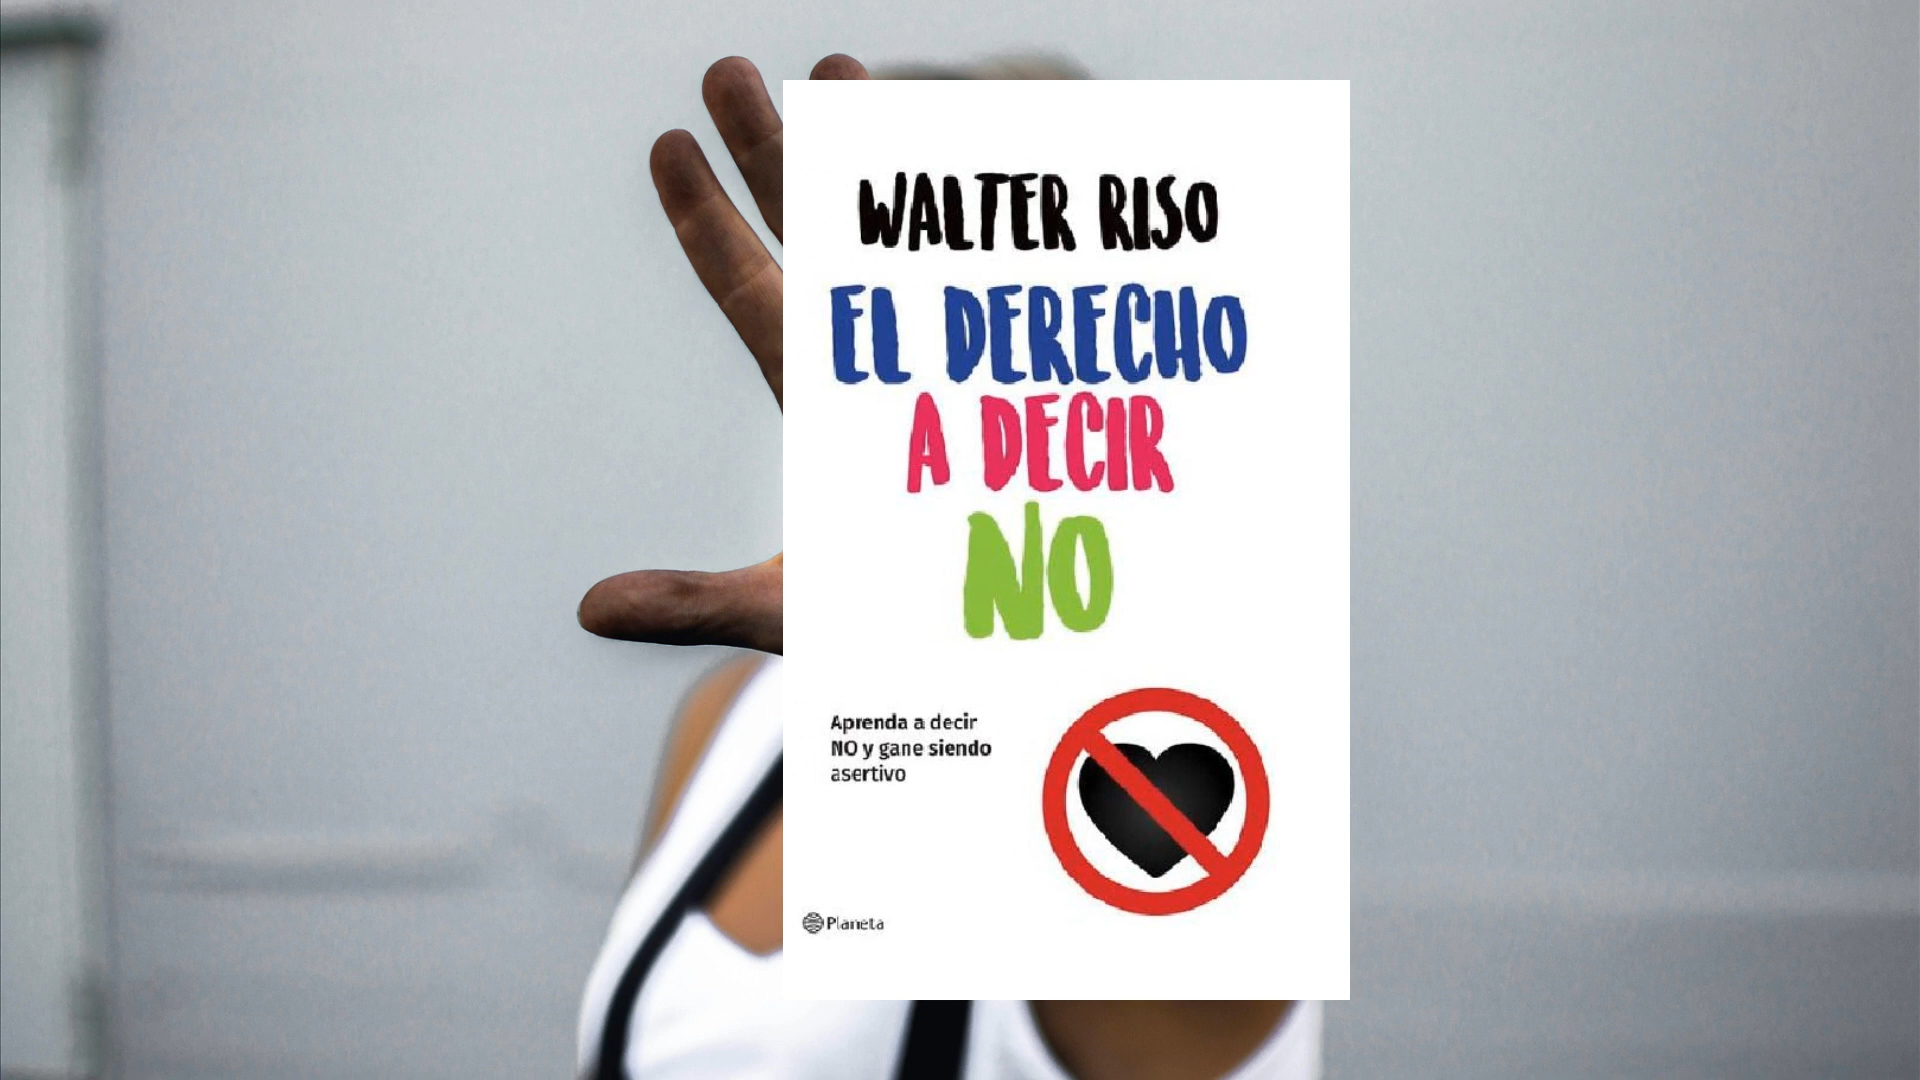 WALTER RISO
EL DERECHO
A DECIR
NO
Aprenda a decir
NO y gane siendo
asertivo
Planeta